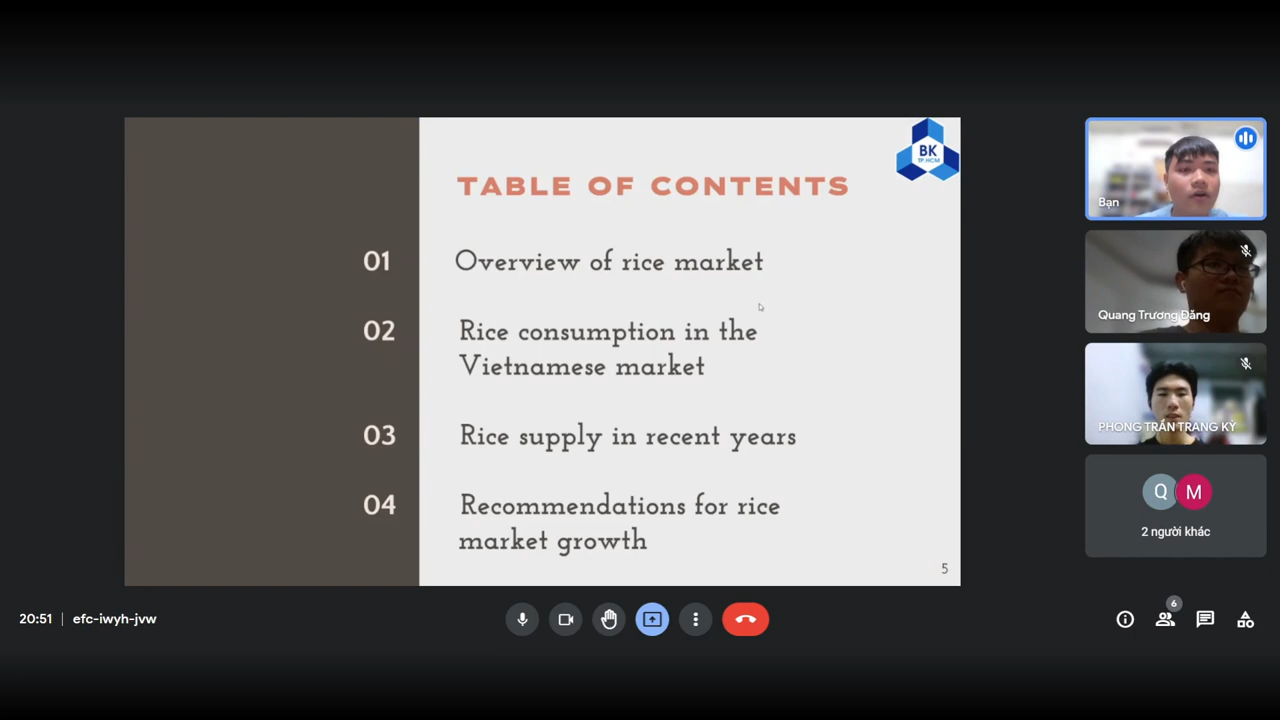 BK
TP.HCM
TABLE OF CONTENTS
01
Overview of rice market
02
Rice consumption in the
Vietnamese market
03
Rice supply in recent years
04
Recommendations for rice
market growth
5
Bạn
Quang Trương Đăng
PHONG TRẦN TRANG KỶ
Q
M
2 người khác
20:51
efc-iwyh-jvw
6